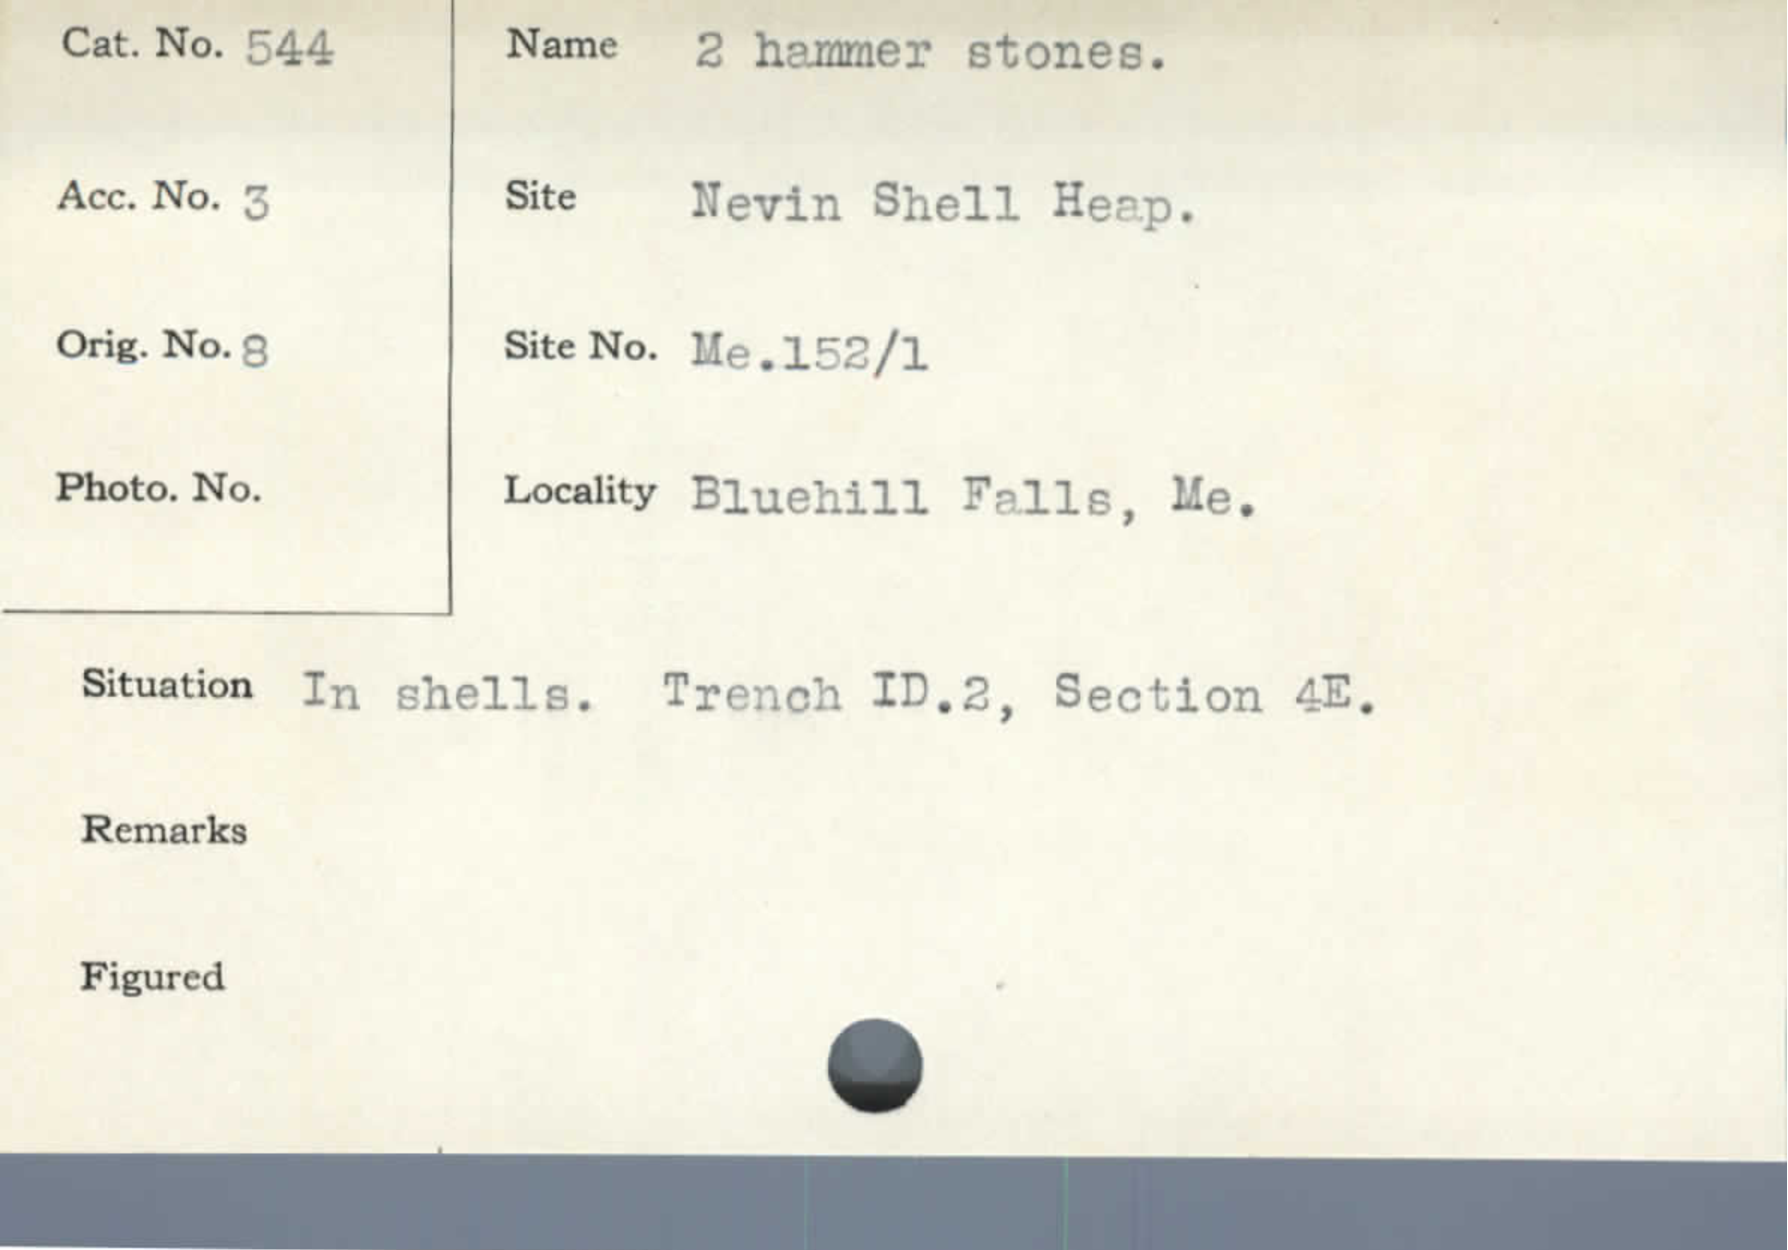 Cat. No. 544
Name 2 hammer stones.
Acc. No. 3
Site Nevin Shell Heap.
Orig. No. 8
Site No. Me.152/1
Photo. No.
Locality Bluehill Falls, Me.
Situation In shells. Trench ID.2, Section 4E.
Remarks
Figured